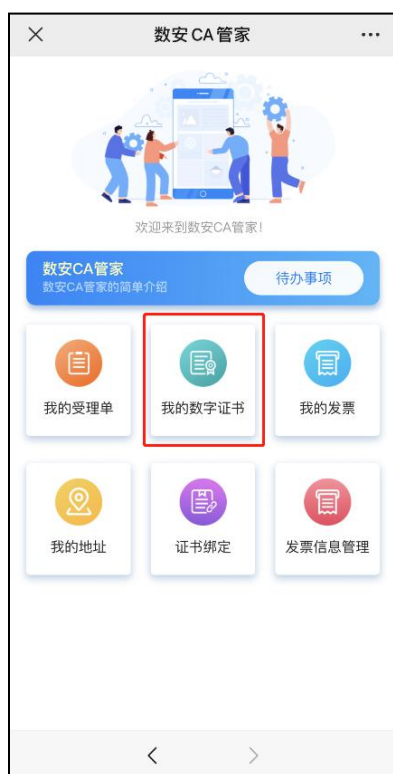 数安CA管家
欢迎来到数安CA管家!
数安CA管家
数安CA管家的简单介绍
待办事项
我的受理单
我的数字证书
我的发票
我的地址
证书绑定
发票信息管理